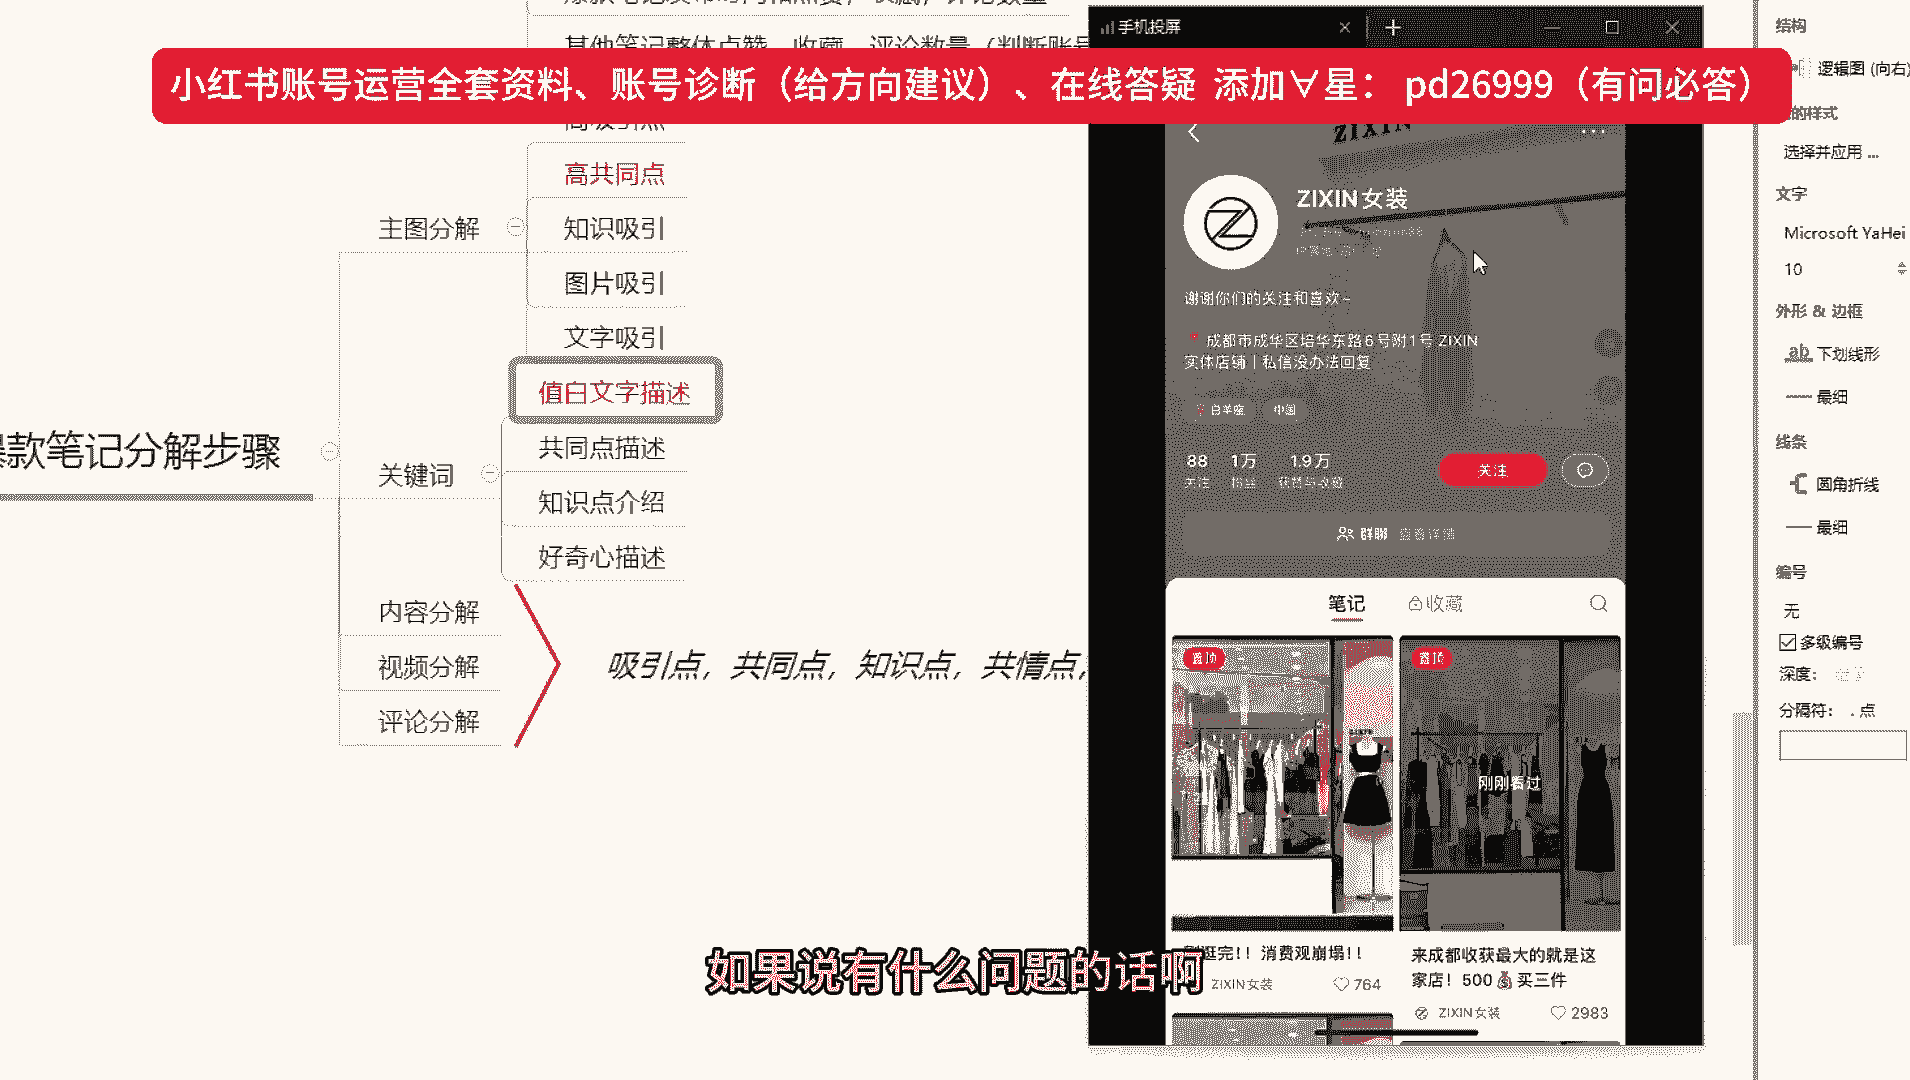 小红书账号运营全套资料、账号诊断（给方向建议）、在线答疑 添加∀星： pd26999（有问必答）
其他笔记整体点赞、收藏、评论数量（判断账号
高共同点
主图分解
知识吸引
图片吸引
文字吸引
值白文字描述
关键词
共同点描述
知识点介绍
好奇心描述
款笔记分解步骤
内容分解
视频分解
评论分解
吸引点，共同点，知识点，共情点，
手机投屏
ZIXIN
ZIXIN女装
谢谢你们的关注和喜欢~
成都市成华区培华东路6号附1号 ZIXIN
实体店铺丨私信没办法回复
白羊座
中国
88 1万 1.9万
关注 粉丝 获赞与收藏
关注
群聊 查看详情
笔记 收藏
置顶
置顶
刚刚看过
逛完!! 消费观崩塌!!
ZIXIN女装 764
来成都收获最大的就是这
家店！500💰买三件
ZIXIN女装 2983
如果说有什么问题的话啊
结构
逻辑图 (向右)
的样式
选择并应用 ...
文字
Microsoft YaHei
10
外形 & 边框
ab 下划线形
最细
线条
圆角折线
最细
编号
无
多级编号
深度：
分隔符： . 点